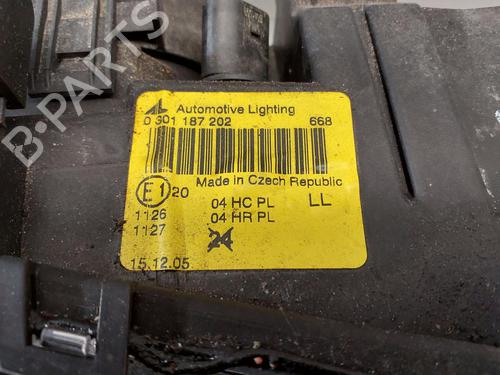 Automotive Lighting
0 301 187 202 668
Made in Czech Republic
E1 20
04 HC PL LL
1126
04 HR PL
1127
24
15.12.05